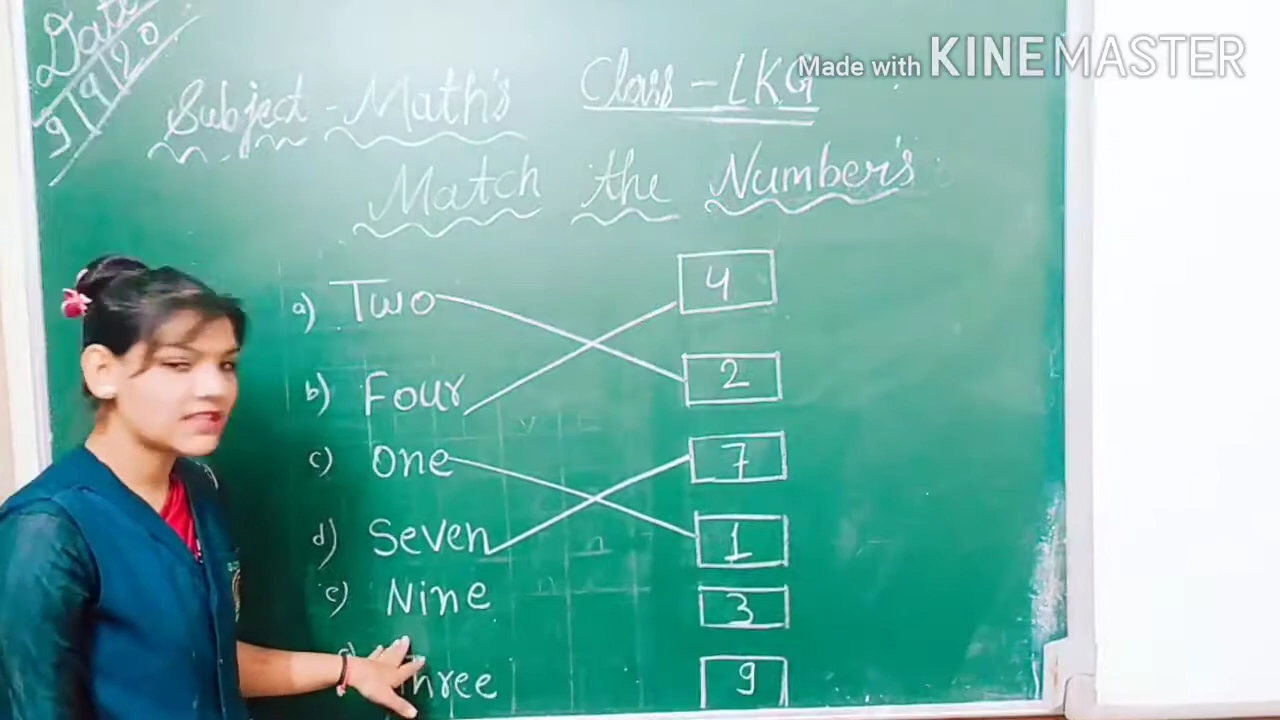 Date
9/9/20
Made with KINEMASTER
Subject - Math's Class - LKG
Match the Number's
a) Two 4
b) Four 2
c) One 7
d) Seven 1
e) Nine 3
Three 9